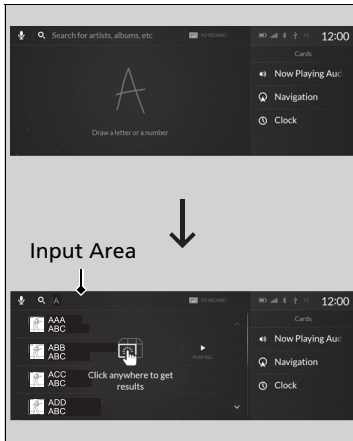 Search for artists, albums, etc
KEYBOARD
12:00
Cards
Now Playing Aud
Navigation
Clock
Draw a letter or a number
Input Area
A
KEYBOARD
12:00
Cards
Now Playing Aud
Navigation
Clock
AAA
ABC
ABB
ABC
PLAY ALL
ACC
ABC
Click anywhere to get
results
ADD
ABC